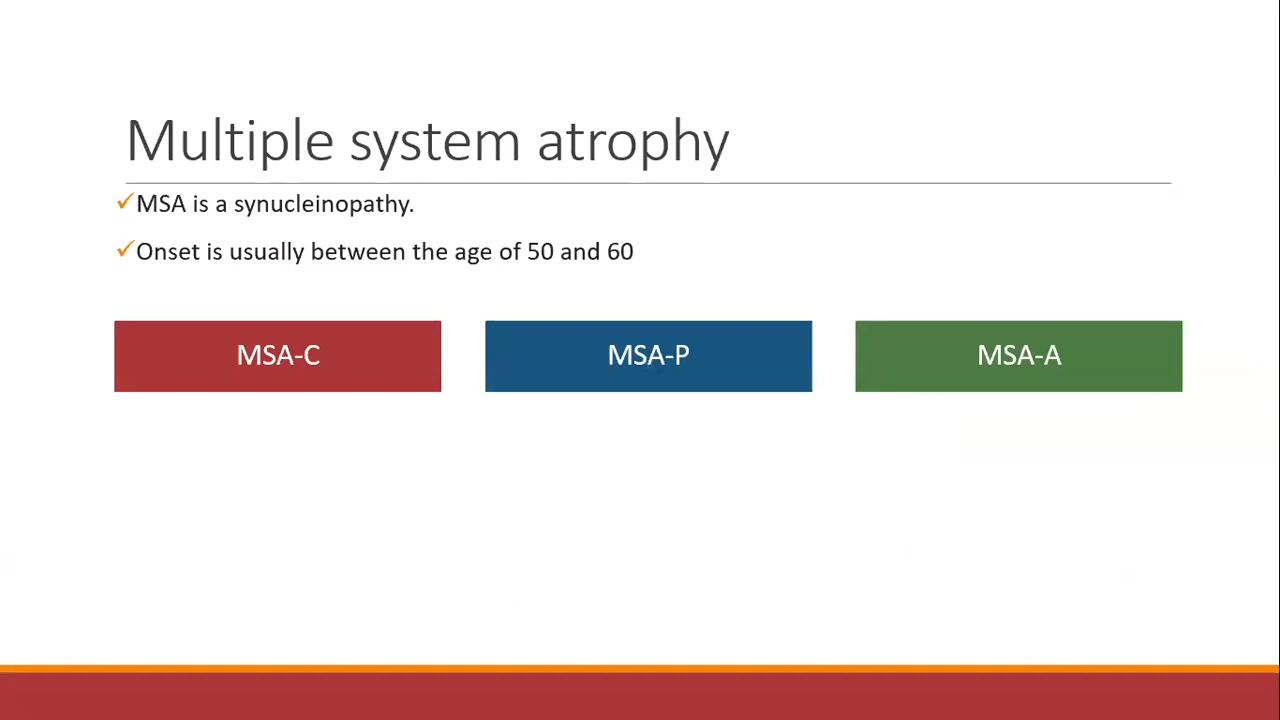 Multiple system atrophy
✓MSA is a synucleinopathy.
✓Onset is usually between the age of 50 and 60
MSA-C
MSA-P
MSA-A